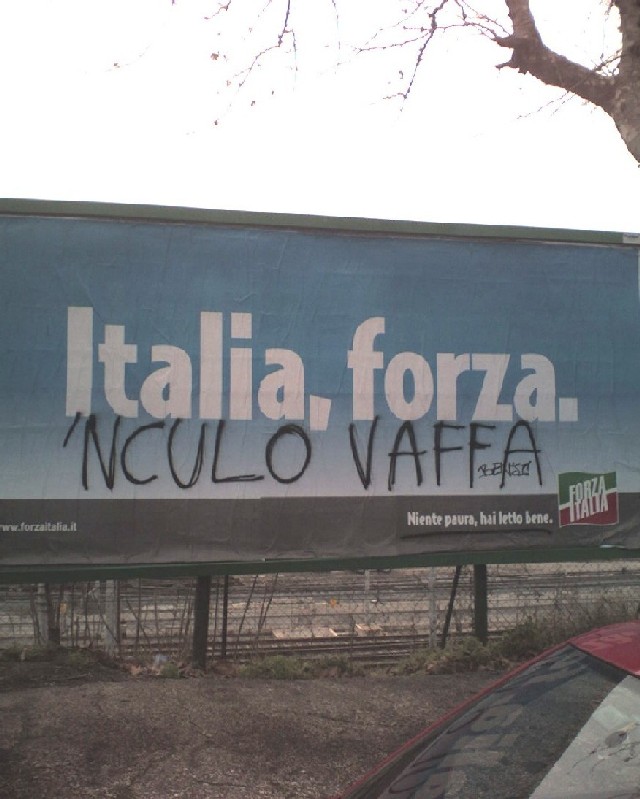 Italia, forza.
'NCULO VAFFA
www.forzaitalia.it
Niente paura, hai letto bene.
FORZA
ITALIA